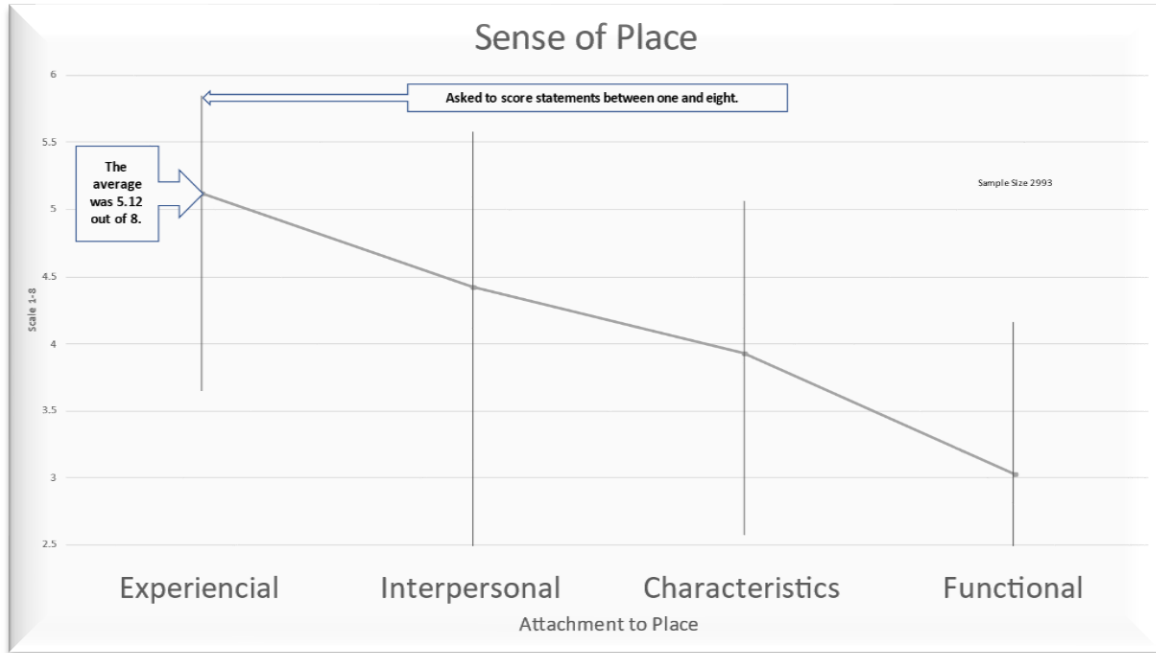 Sense of Place
6
Asked to score statements between one and eight.
5.5
The
average
was 5.12
out of 8.
Sample Size 2993
5
4.5
Scale 1-8
4
3.5
3
2.5
Experiencial Interpersonal Characteristics Functional
Attachment to Place